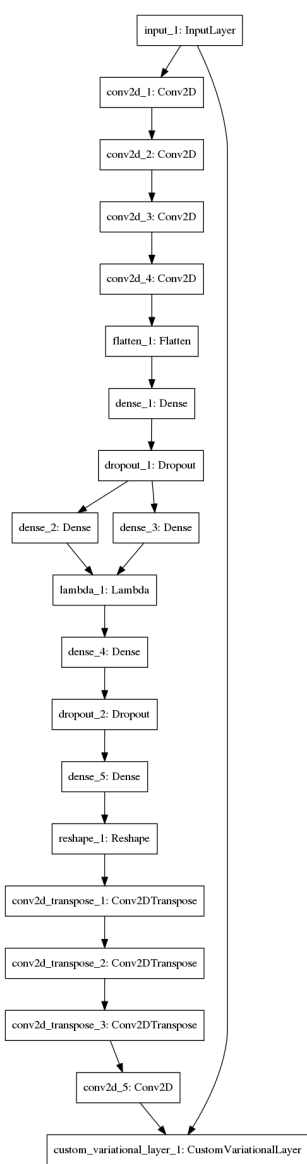 input_1: InputLayer
conv2d_1: Conv2D
conv2d_2: Conv2D
conv2d_3: Conv2D
conv2d_4: Conv2D
flatten_1: Flatten
dense_1: Dense
dropout_1: Dropout
dense_2: Dense
dense_3: Dense
lambda_1: Lambda
dense_4: Dense
dropout_2: Dropout
dense_5: Dense
reshape_1: Reshape
conv2d_transpose_1: Conv2DTranspose
conv2d_transpose_2: Conv2DTranspose
conv2d_transpose_3: Conv2DTranspose
conv2d_5: Conv2D
custom_variational_layer_1: CustomVariationalLayer